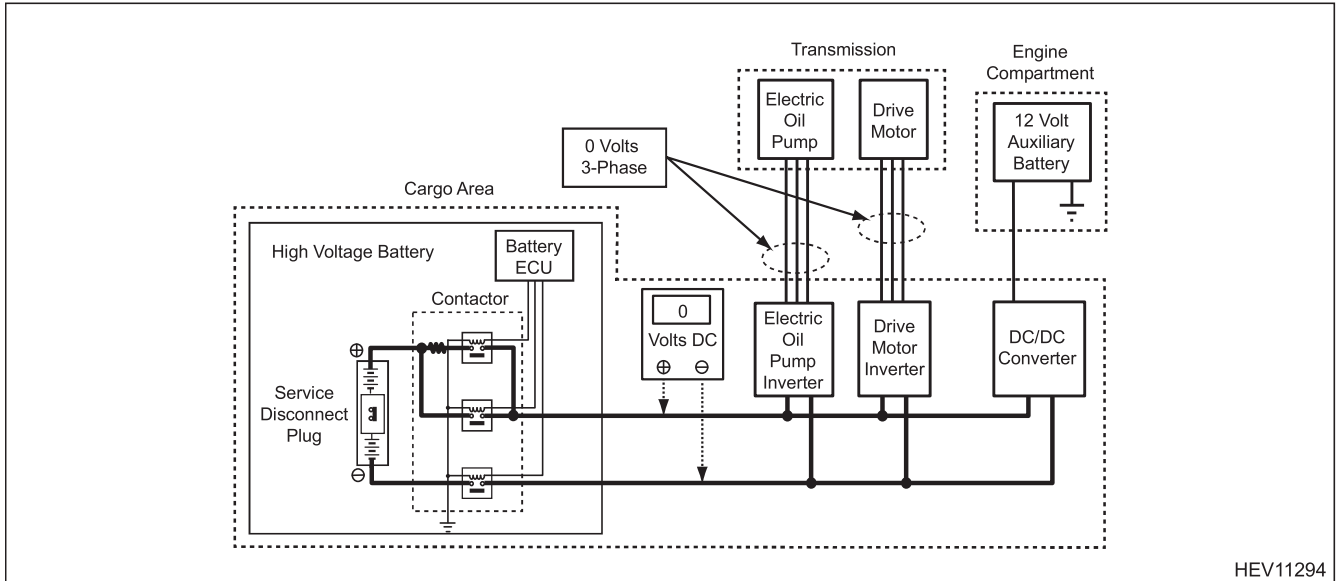 Transmission
Engine
Compartment
Electric
Oil
Pump
Drive
Motor
12 Volt
Auxiliary
Battery
0 Volts
3-Phase
Cargo Area
High Voltage Battery
Battery
ECU
Contactor
0
Volts DC
⊕ ⊖
Electric
Oil
Pump
Inverter
Drive
Motor
Inverter
DC/DC
Converter
⊕
Service
Disconnect
Plug
⊖
HEV11294